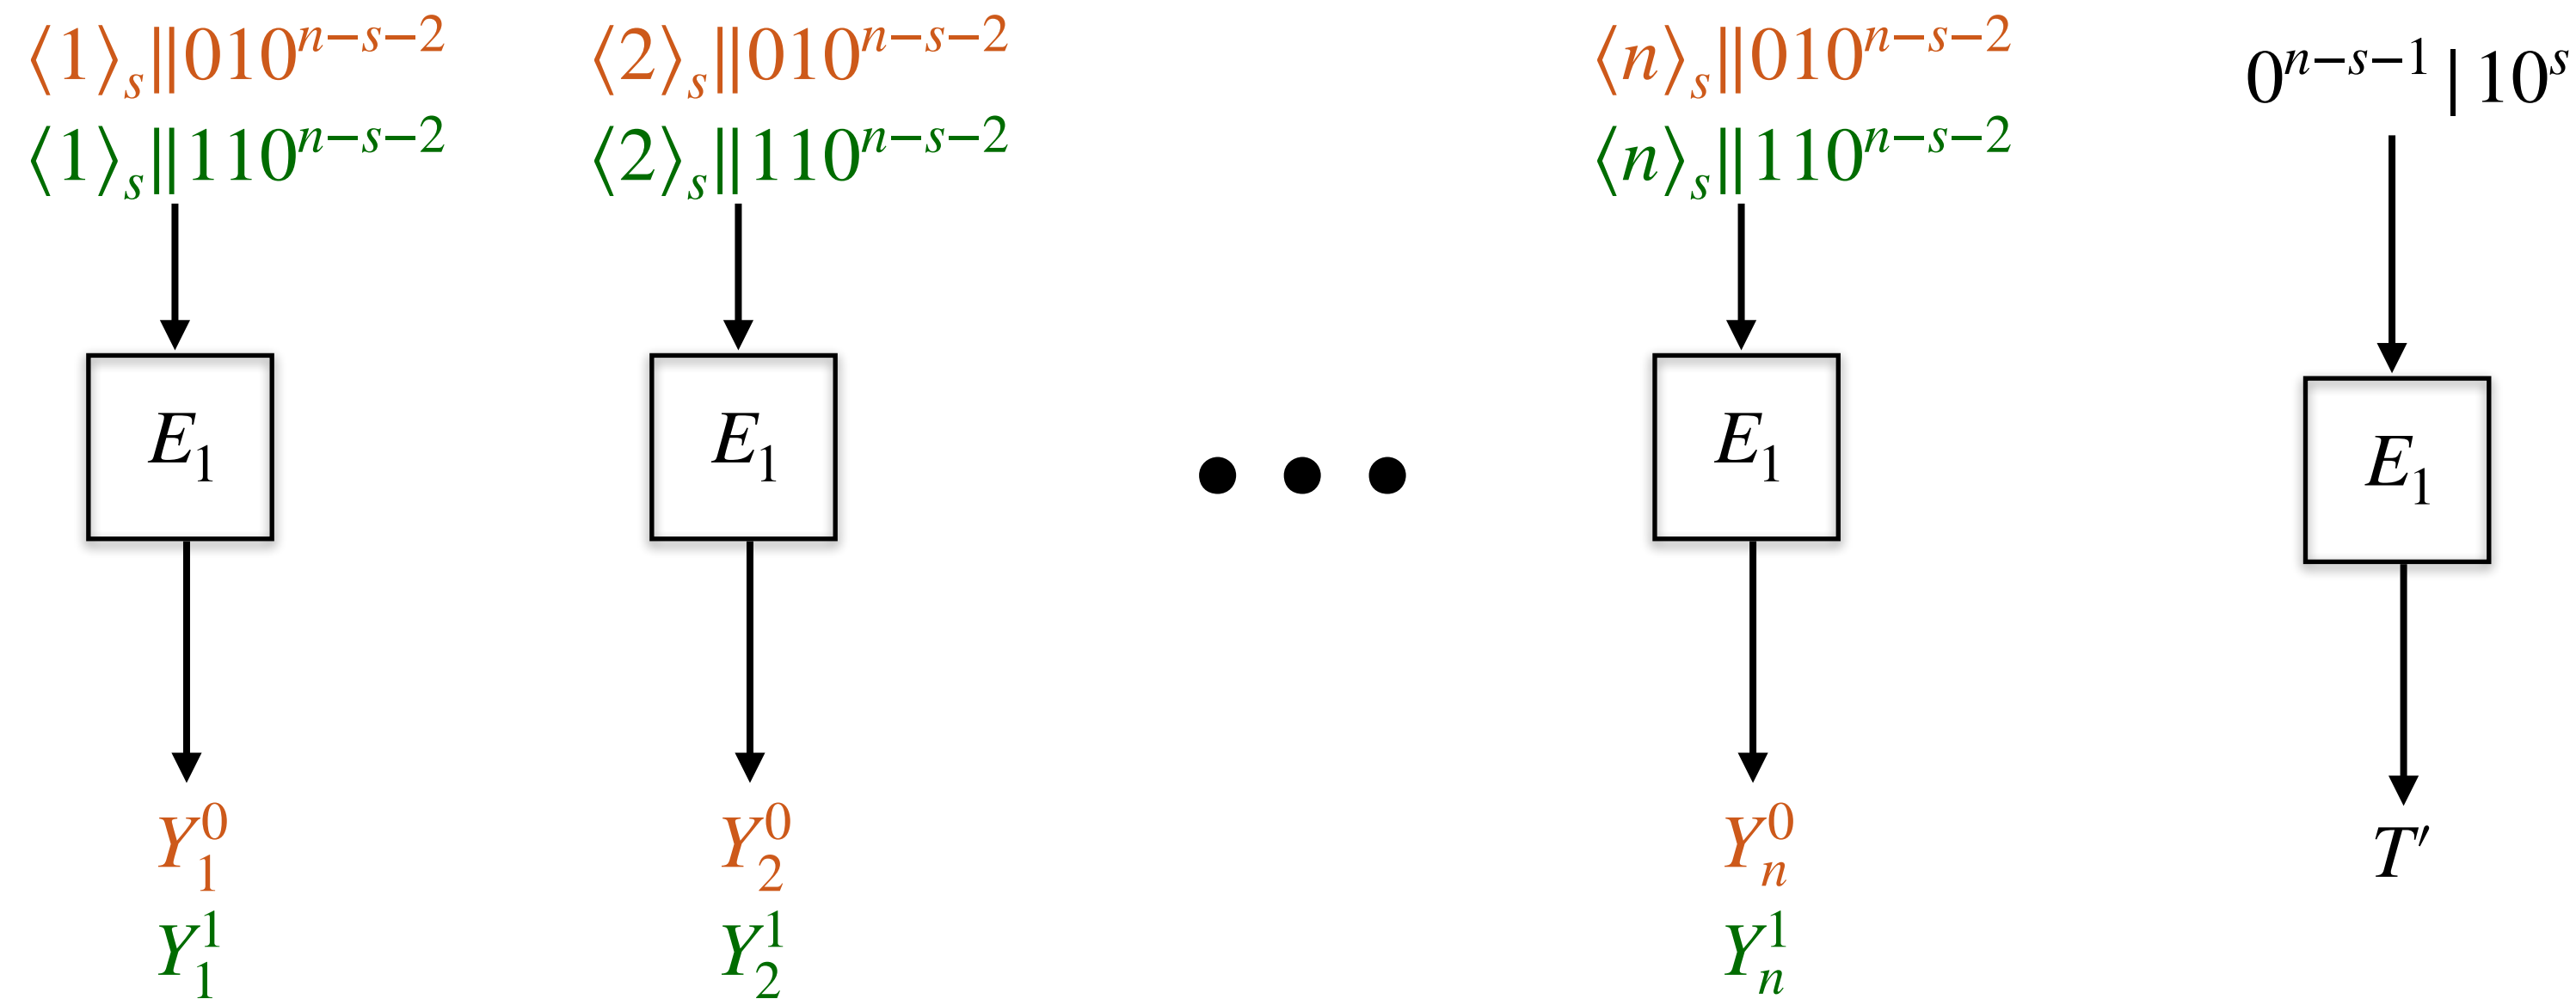 ⟨1⟩ₛ‖010ⁿ⁻ˢ⁻² ⟨2⟩ₛ‖010ⁿ⁻ˢ⁻² ⟨n⟩ₛ‖010ⁿ⁻ˢ⁻² 0ⁿ⁻ˢ⁻¹ | 10ˢ
⟨1⟩ₛ‖110ⁿ⁻ˢ⁻² ⟨2⟩ₛ‖110ⁿ⁻ˢ⁻² ⟨n⟩ₛ‖110ⁿ⁻ˢ⁻²
E₁ E₁ ••• E₁ E₁
Y₁⁰ Y₂⁰ Yₙ⁰ T′
Y₁¹ Y₂¹ Yₙ¹